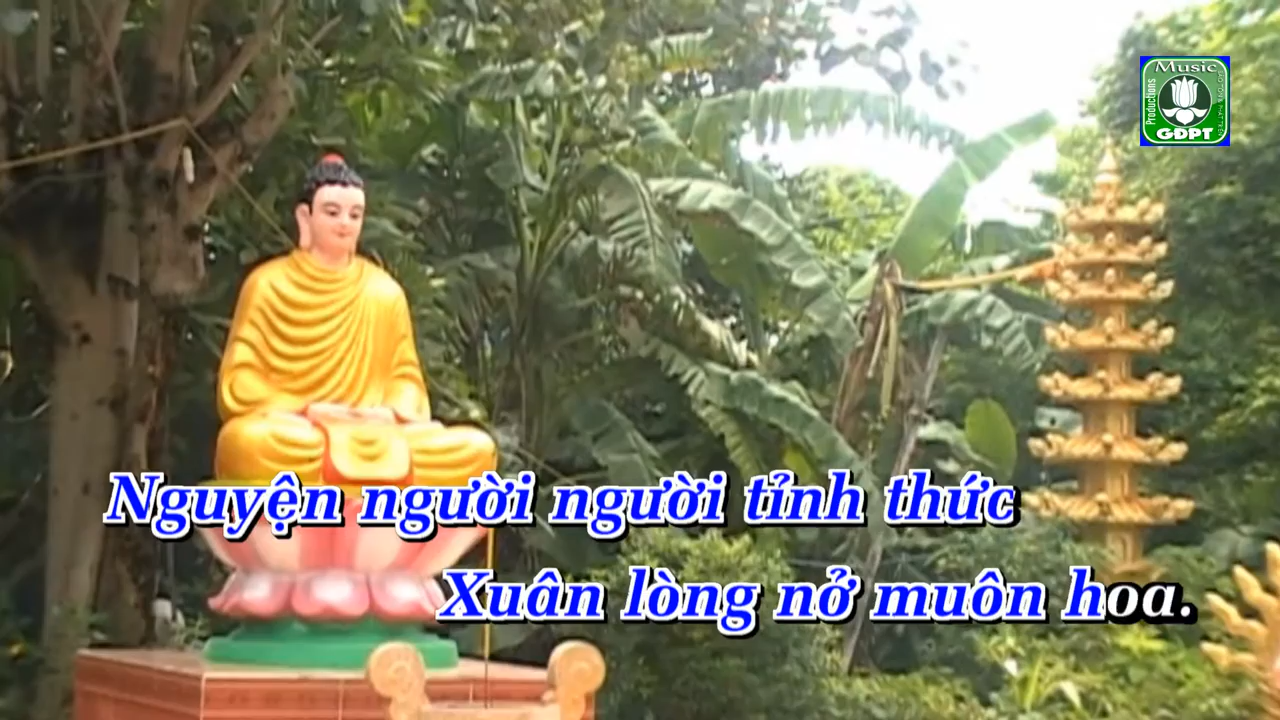 Music
Productions
GĐPT
Nguyện người người tỉnh thức
Xuân lòng nở muôn hoa.